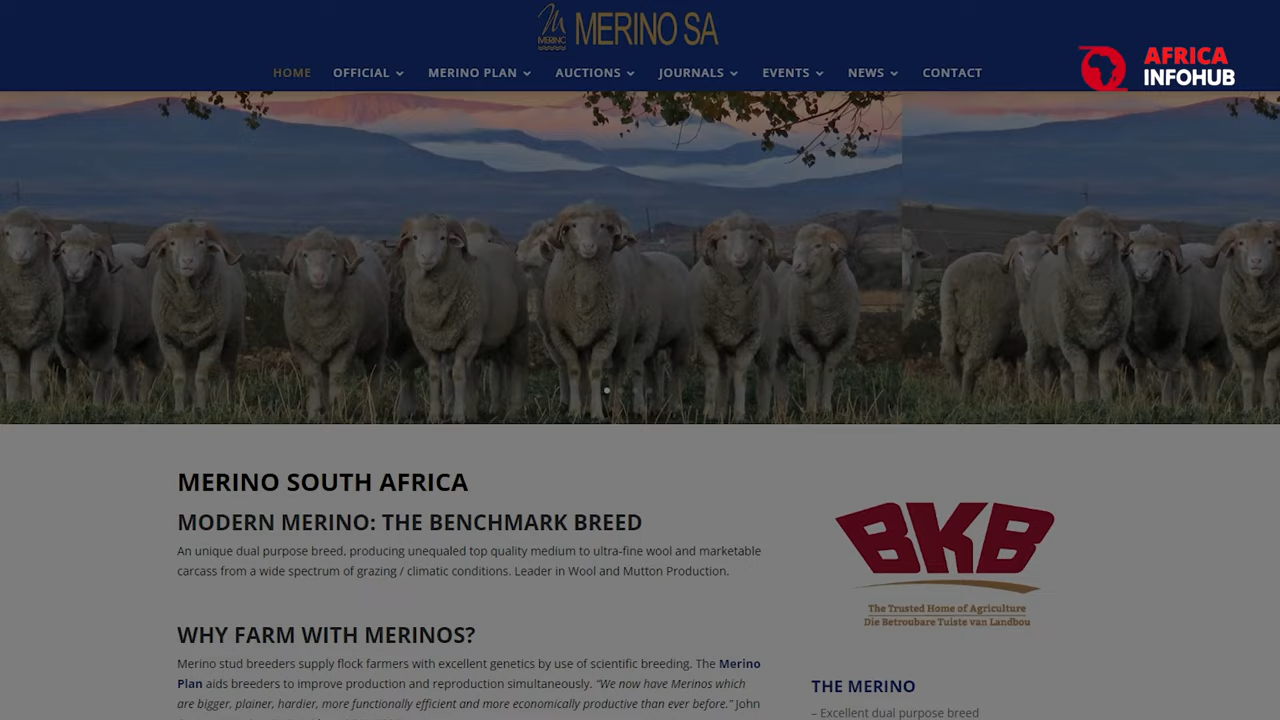 MERINO
MERINO SA
HOME OFFICIAL MERINO PLAN AUCTIONS JOURNALS EVENTS NEWS CONTACT
AFRICA
INFOHUB
MERINO SOUTH AFRICA
MODERN MERINO: THE BENCHMARK BREED
An unique dual purpose breed, producing unequaled top quality medium to ultra-fine wool and marketable
carcass from a wide spectrum of grazing / climatic conditions. Leader in Wool and Mutton Production.
BKB
The Trusted Home of Agriculture
Die Betroubare Tuiste van Landbou
WHY FARM WITH MERINOS?
Merino stud breeders supply flock farmers with excellent genetics by use of scientific breeding. The Merino
Plan aids breeders to improve production and reproduction simultaneously. “We now have Merinos which
are bigger, plainer, hardier, more functionally efficient and more economically productive than ever before.” John
THE MERINO
– Excellent dual purpose breed